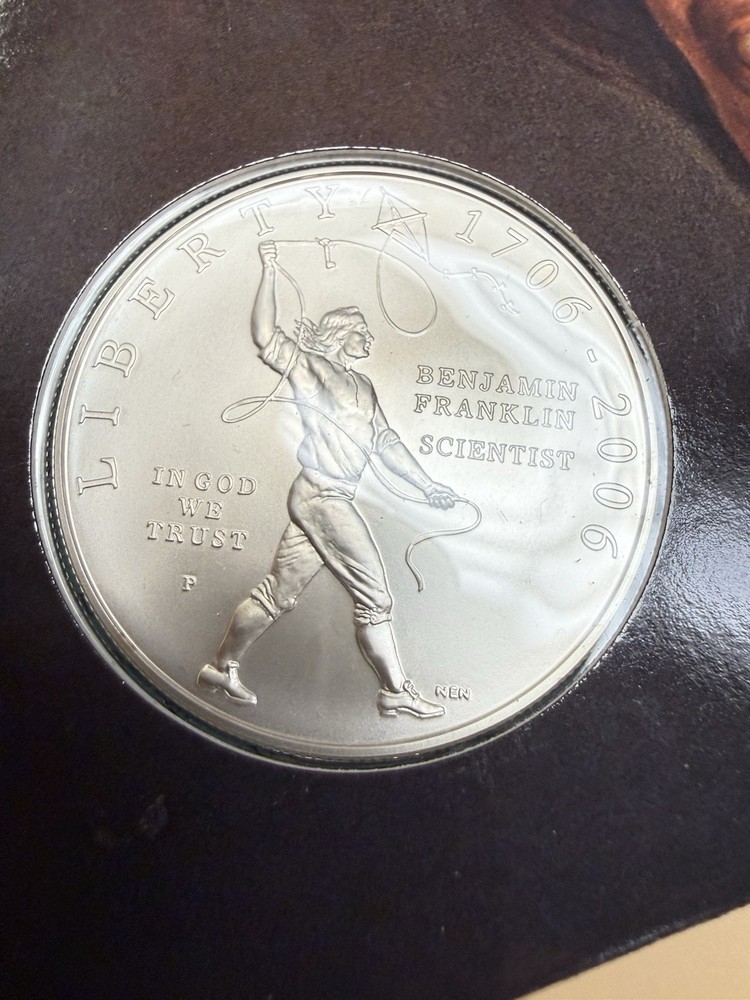 LIBERTY 1706-2006
BENJAMIN
FRANKLIN
SCIENTIST
IN GOD
WE
TRUST
P
NEN